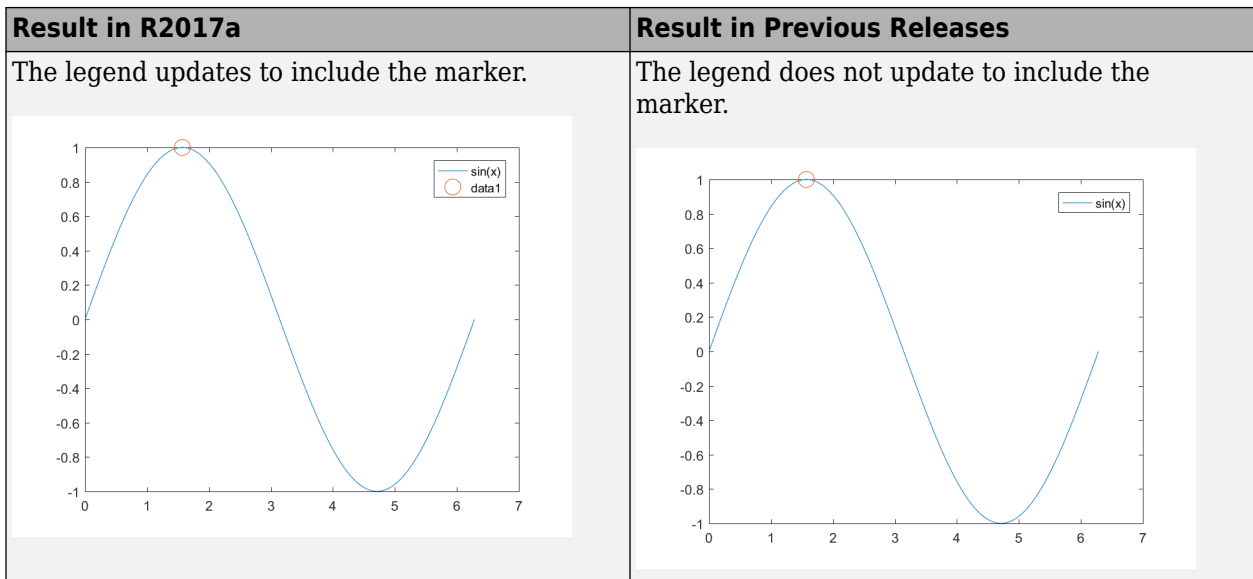 Result in R2017a
Result in Previous Releases
The legend updates to include the marker.
The legend does not update to include the
marker.
1
0.8
0.6
0.4
0.2
0
-0.2
-0.4
-0.6
-0.8
-1
0 1 2 3 4 5 6 7
sin(x)
data1
1
0.8
0.6
0.4
0.2
0
-0.2
-0.4
-0.6
-0.8
-1
0 1 2 3 4 5 6 7
sin(x)